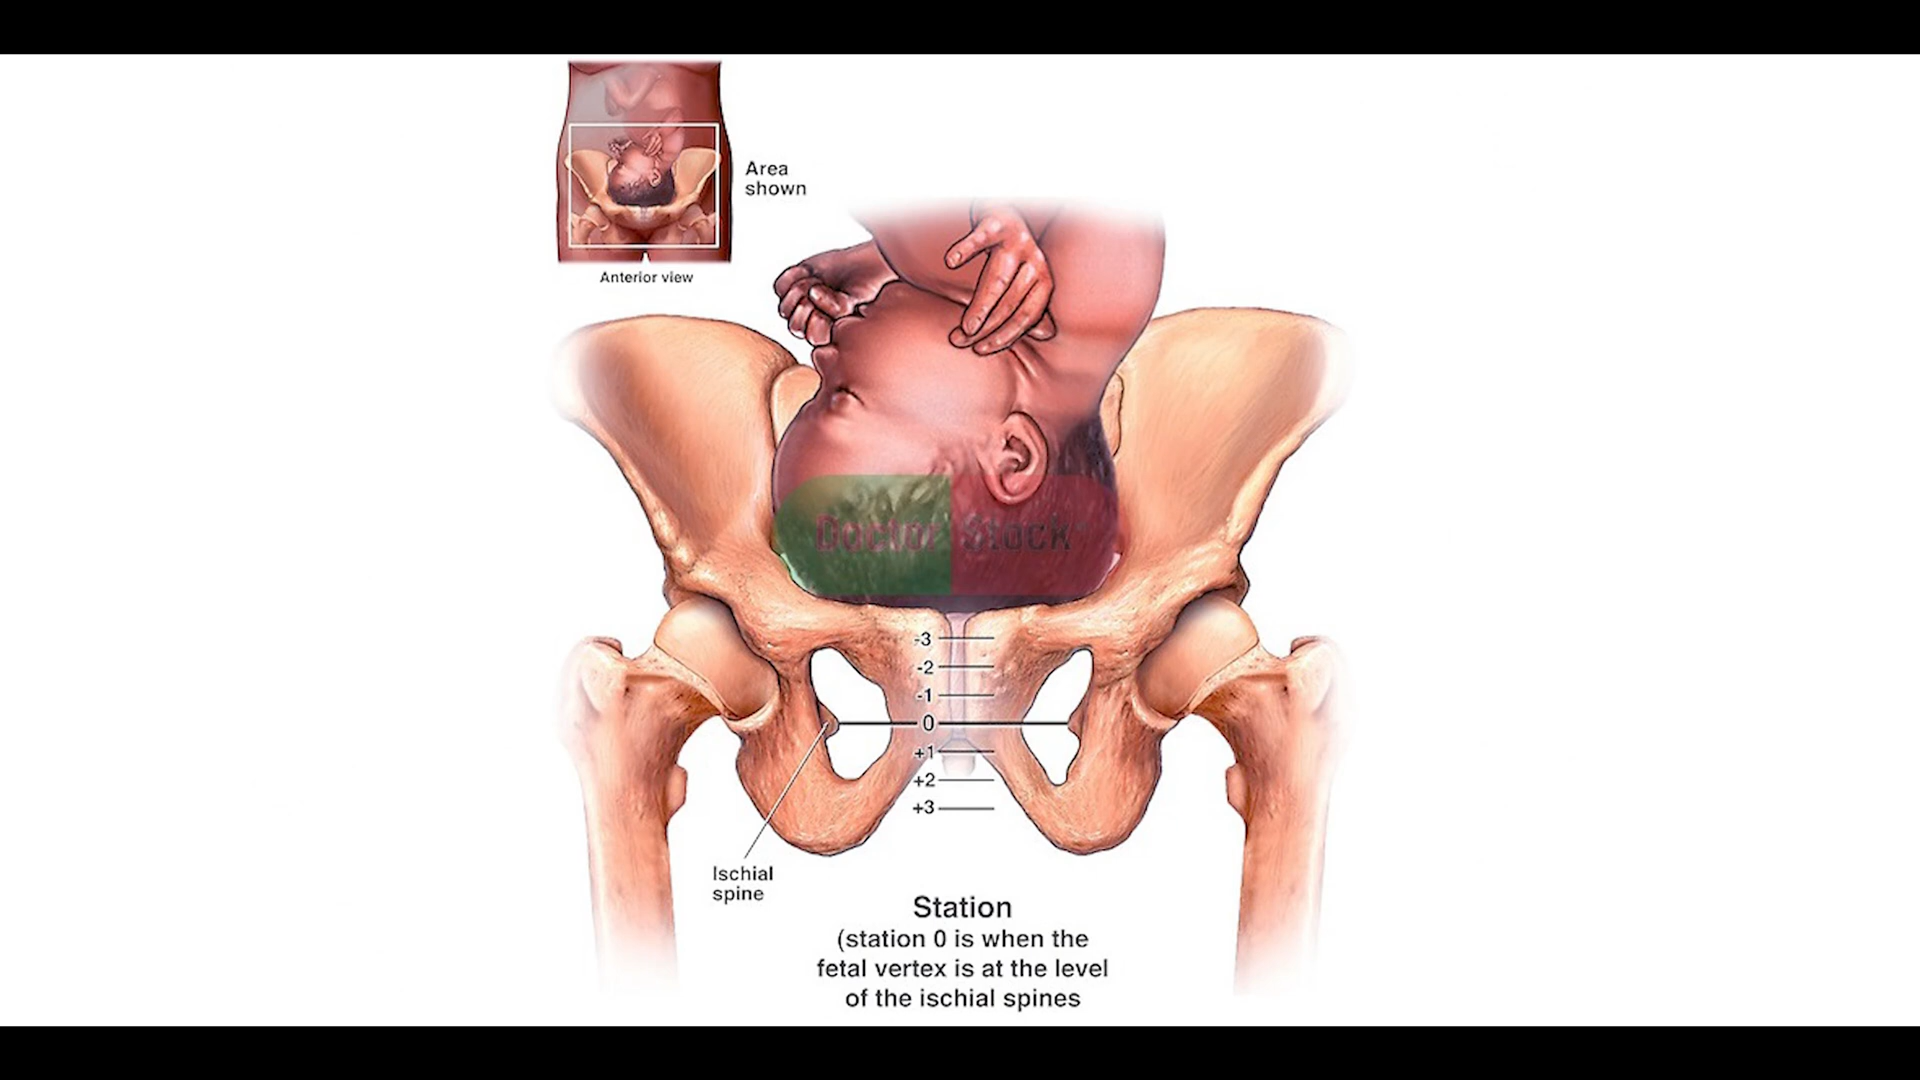 Area
shown
Anterior view
Doctor Stock
-3
-2
-1
0
+1
+2
+3
Ischial
spine
Station
(station 0 is when the
fetal vertex is at the level
of the ischial spines